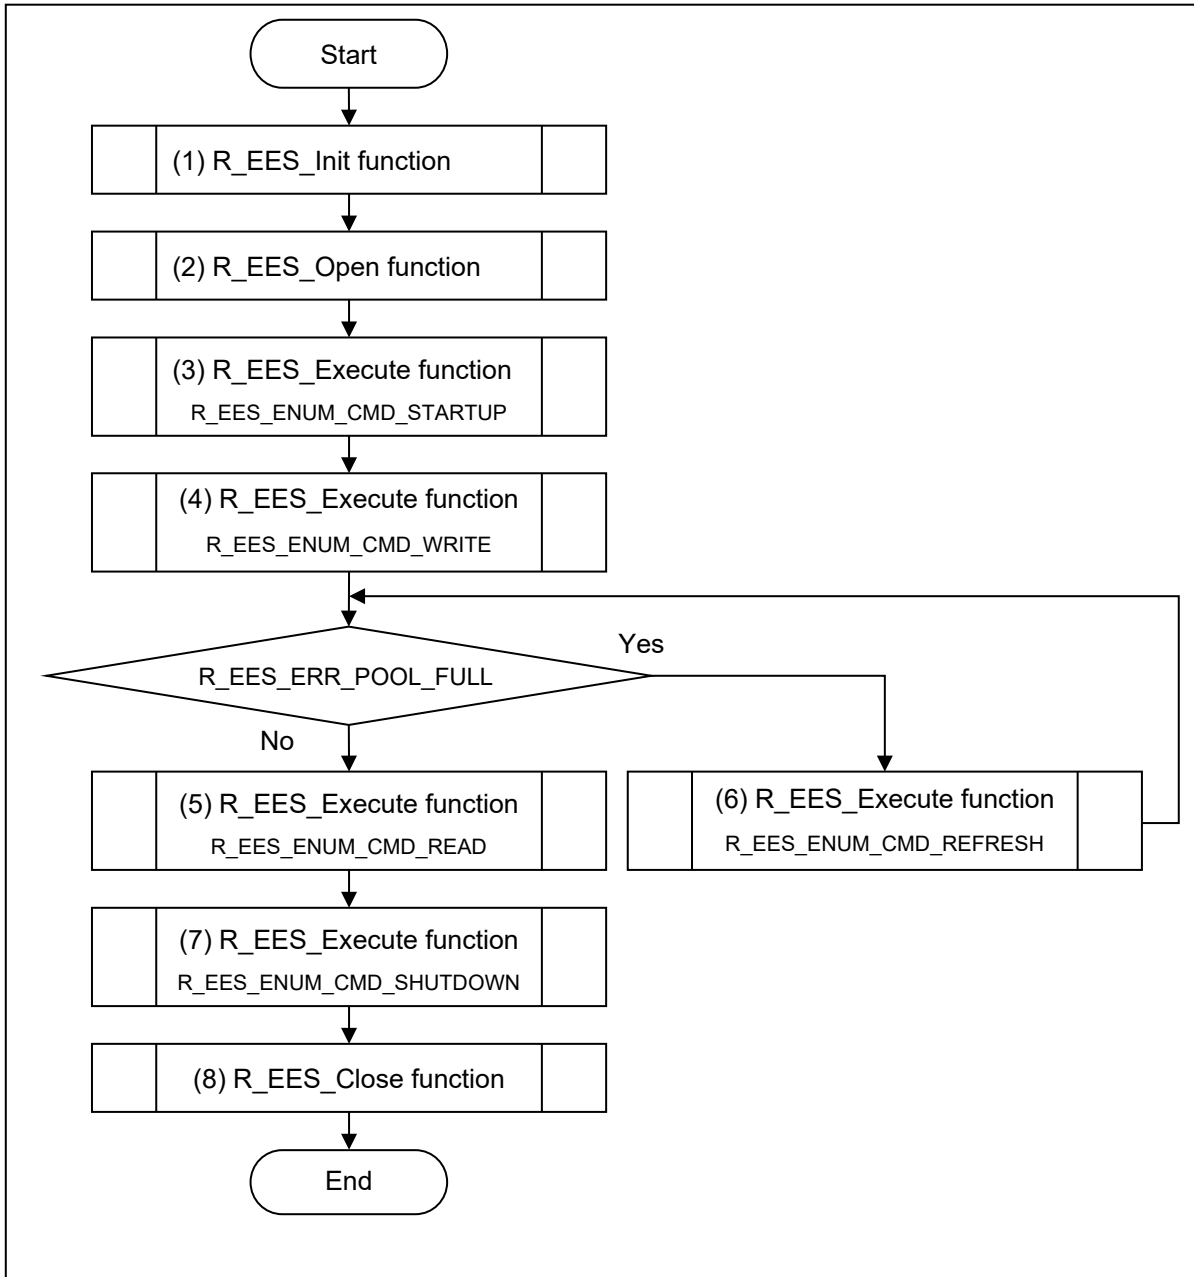 Start
(1) R_EES_Init function
(2) R_EES_Open function
(3) R_EES_Execute function
R_EES_ENUM_CMD_STARTUP
(4) R_EES_Execute function
R_EES_ENUM_CMD_WRITE
Yes
R_EES_ERR_POOL_FULL
No
(5) R_EES_Execute function
R_EES_ENUM_CMD_READ
(6) R_EES_Execute function
R_EES_ENUM_CMD_REFRESH
(7) R_EES_Execute function
R_EES_ENUM_CMD_SHUTDOWN
(8) R_EES_Close function
End